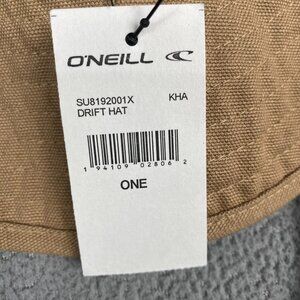 O'NEILL
SU8192001X KHA
DRIFT HAT
1 94109 02806 2
ONE